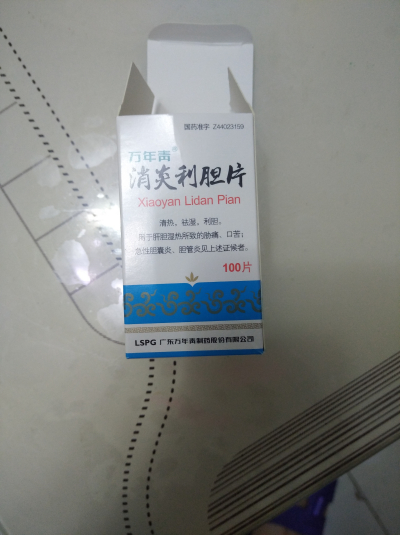 国药准字 Z44023159
万年青
消炎利胆片
Xiaoyan Lidan Pian
清热，祛湿，利胆。
用于肝胆湿热所致的胁痛、口苦；
急性胆囊炎、胆管炎见上述证候者。
100片
LSPG 广东万年青制药股份有限公司